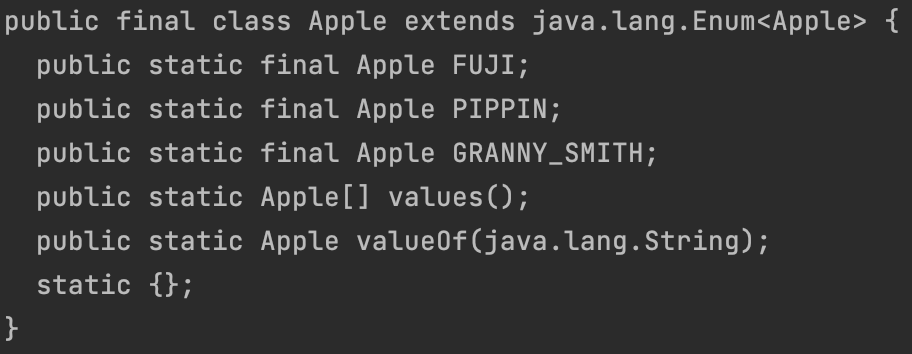 public final class Apple extends java.lang.Enum<Apple> {
  public static final Apple FUJI;
  public static final Apple PIPPIN;
  public static final Apple GRANNY_SMITH;
  public static Apple[] values();
  public static Apple valueOf(java.lang.String);
  static {};
}